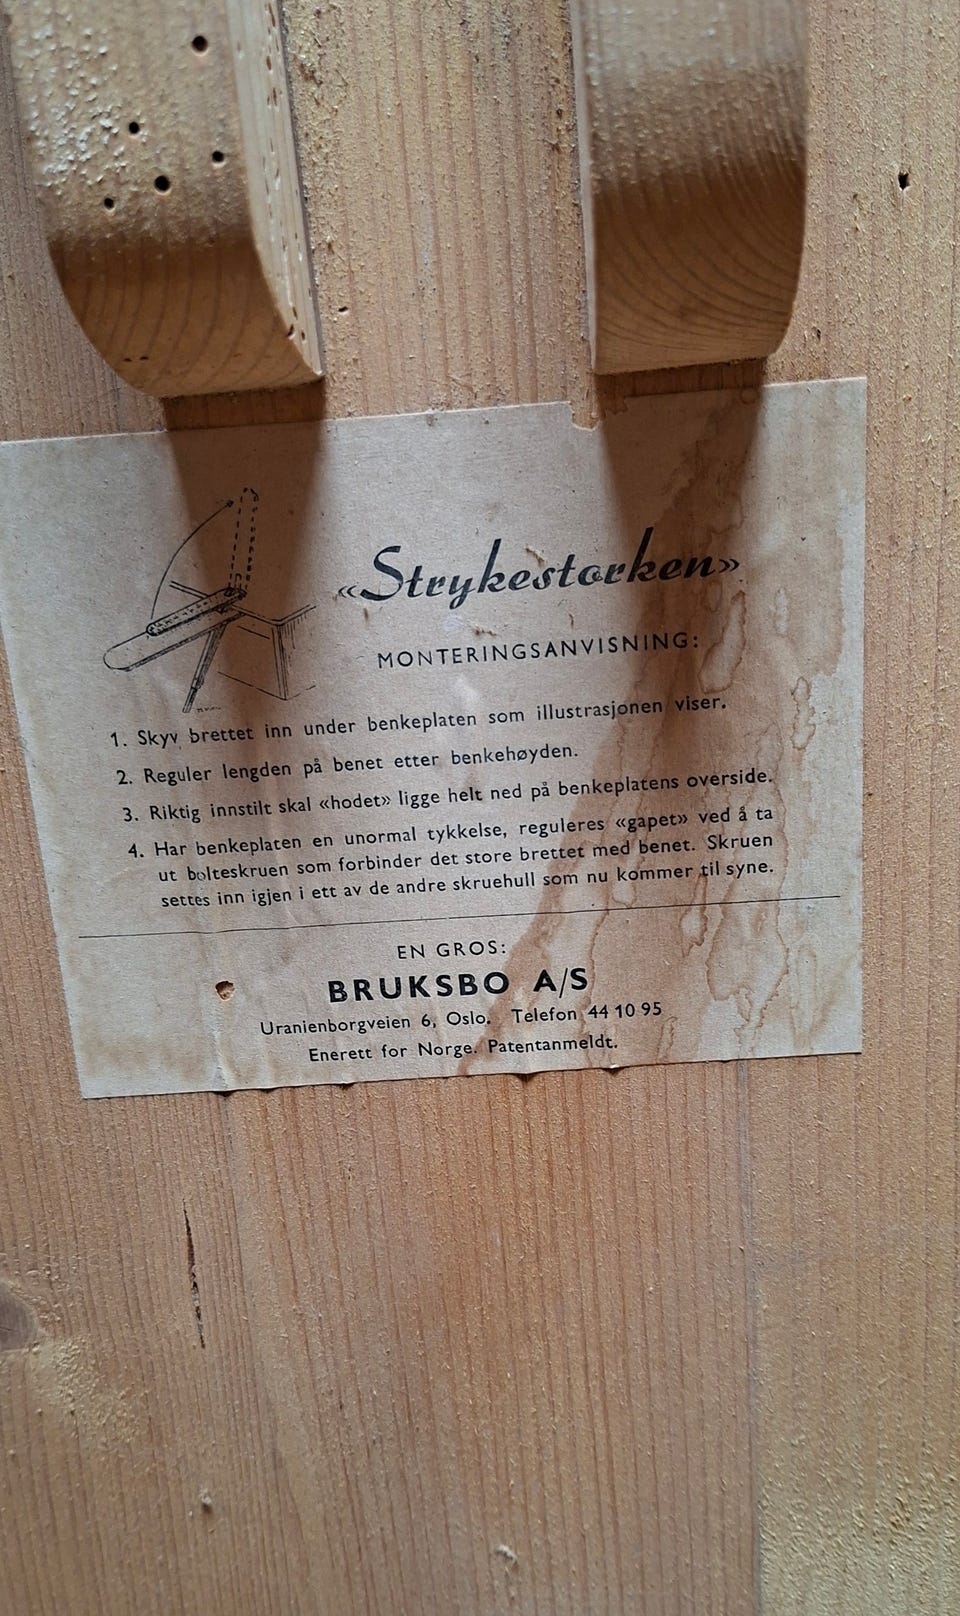 «Strykestorken»
MONTERINGSANVISNING:
1. Skyv brettet inn under benkeplaten som illustrasjonen viser.
2. Reguler lengden på benet etter benkehøyden.
3. Riktig innstilt skal «hodet» ligge helt ned på benkeplatens overside.
4. Har benkeplaten en unormal tykkelse, reguleres «gapet» ved å ta
ut bolteskruen som forbinder det store brettet med benet. Skruen
settes inn igjen i ett av de andre skruehull som nu kommer til syne.
EN GROS:
BRUKSBO A/S
Uranienborgveien 6, Oslo. Telefon 44 10 95
Enerett for Norge. Patentanmeldt.